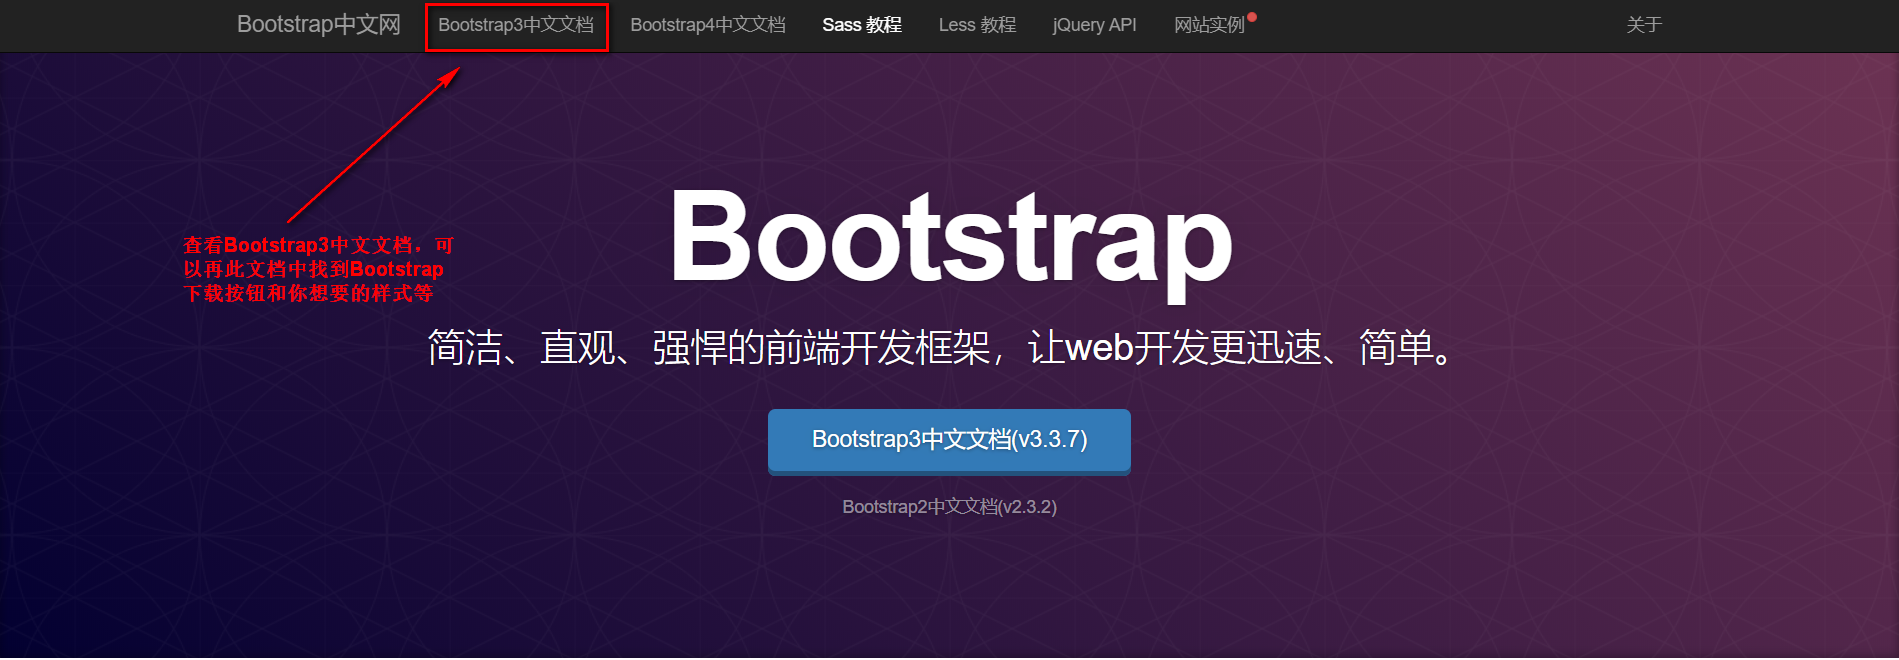 Bootstrap中文网 Bootstrap3中文文档 Bootstrap4中文文档 Sass 教程 Less 教程 jQuery API 网站实例 关于
查看Bootstrap3中文文档，可
以再此文档中找到Bootstrap
下载按钮和你想要的样式等
Bootstrap
简洁、直观、强悍的前端开发框架，让web开发更迅速、简单。
Bootstrap3中文文档(v3.3.7)
Bootstrap2中文文档(v2.3.2)